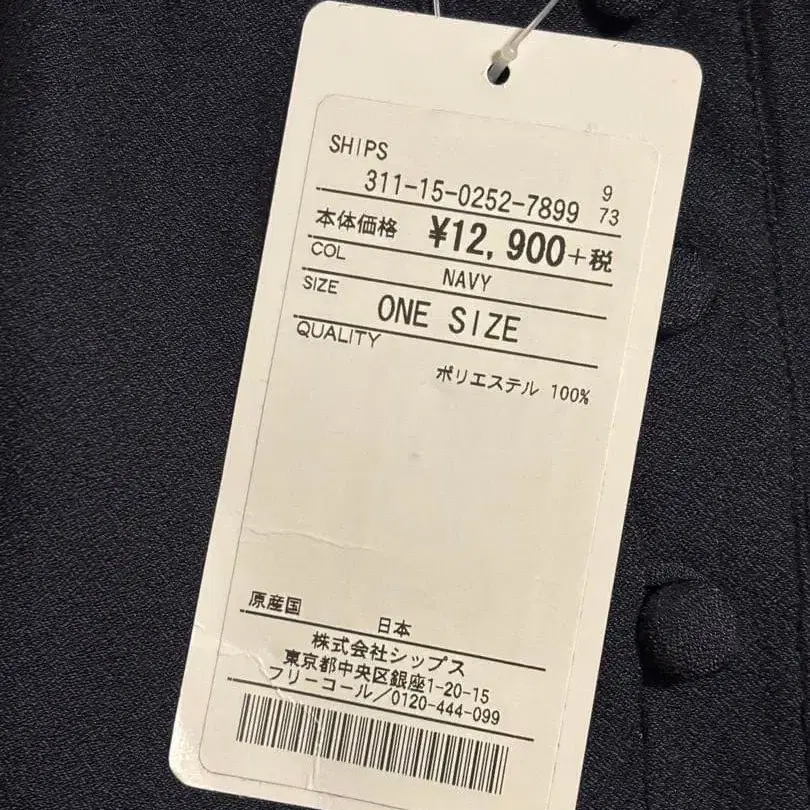 SHIPS
311-15-0252-7899 9
73
本体価格 ¥12,900+税
COL NAVY
SIZE ONE SIZE
QUALITY
ポリエステル 100%
原産国 日本
株式会社シップス
東京都中央区銀座1-20-15
フリーコール/0120-444-099